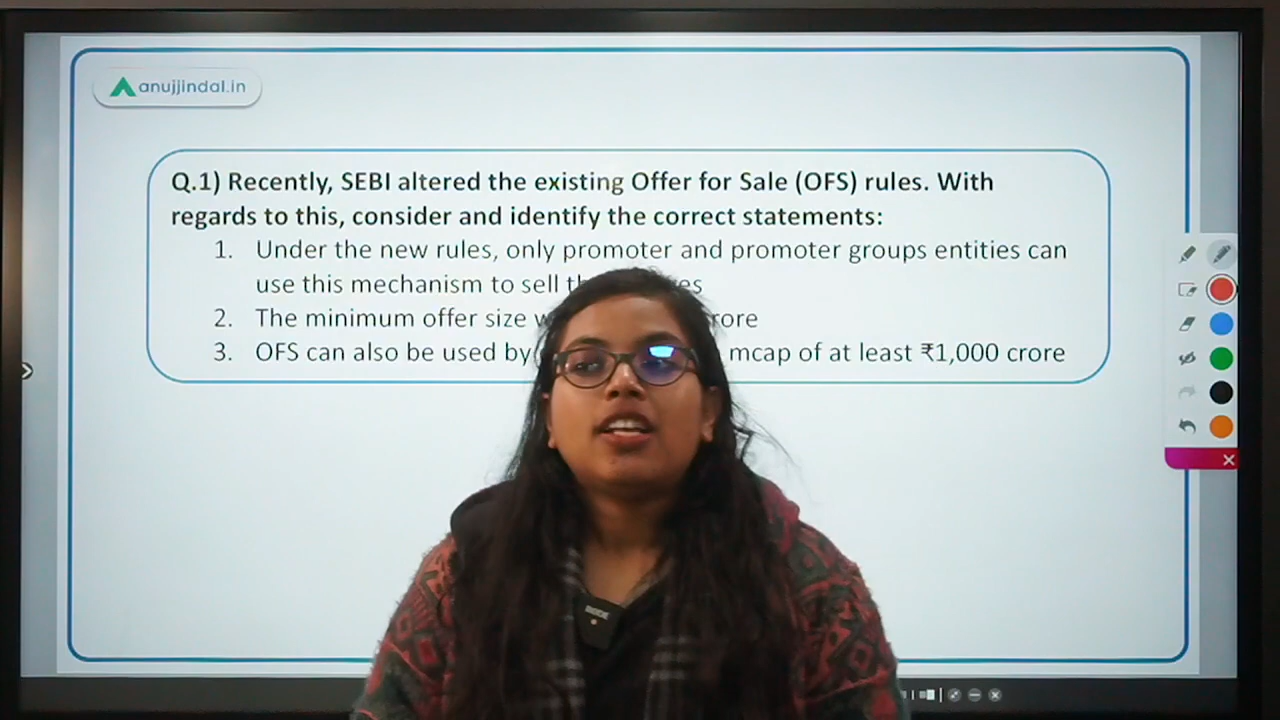 anujjindal.in
Q.1) Recently, SEBI altered the existing Offer for Sale (OFS) rules. With
regards to this, consider and identify the correct statements:
1. Under the new rules, only promoter and promoter groups entities can
use this mechanism to sell
2. The minimum offer size
3. OFS can also be used by mcap of at least ₹1,000 crore